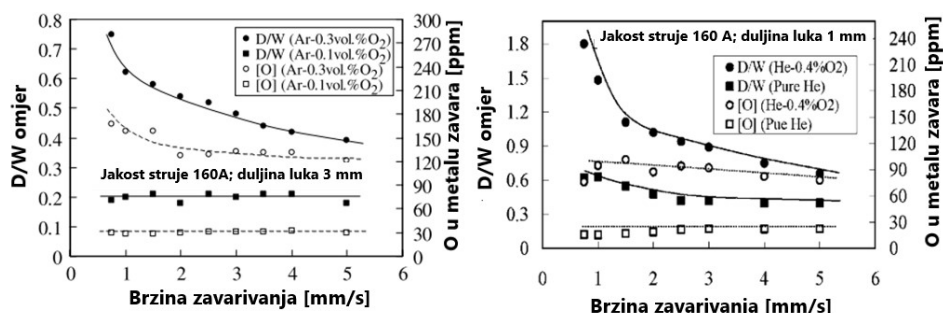 0.8
0.7
0.6
0.5
0.4
0.3
0.2
0.1
0
D/W omjer
300
270
240
210
180
150
120
90
60
30
0
O u metalu zavara [ppm]
D/W (Ar-0.3vol.%O2)
D/W (Ar-0.1vol.%O2)
[O] (Ar-0.3vol.%O2)
[O] (Ar-0.1vol.%O2)
Jakost struje 160A; duljina luka 3 mm
0 1 2 3 4 5 6
Brzina zavarivanja [mm/s]
1.8
1.5
1.2
0.9
0.6
0.3
0
D/W omjer
240
210
180
150
120
90
60
30
0
O u metalu zavara [ppm]
Jakost struje 160 A; duljina luka 1 mm
D/W (He-0.4%O2)
D/W (Pure He)
[O] (He-0.4%O2)
[O] (Pue He)
0 1 2 3 4 5 6
Brzina zavarivanja [mm/s]